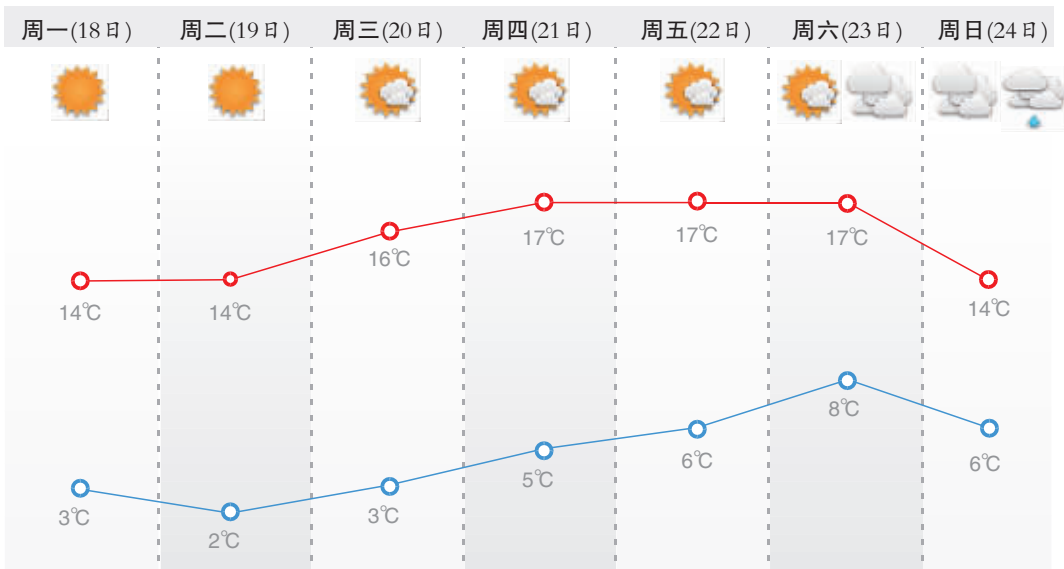 周一(18日) 周二(19日) 周三(20日) 周四(21日) 周五(22日) 周六(23日) 周日(24日)
14℃ 14℃ 16℃ 17℃ 17℃ 17℃ 14℃
3℃ 2℃ 3℃ 5℃ 6℃ 8℃ 6℃